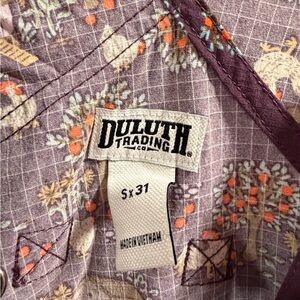 DULUTH
TRADING
CO
S x 31
MADE IN VIETNAM